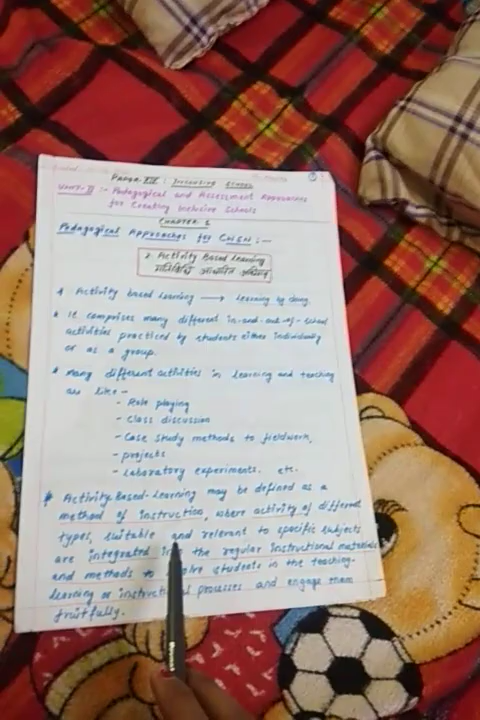 Paper-XIII : Inclusive School
Unit-II :- Pedagogical and Assessment Approaches
for Creating Inclusive Schools
Chapter 1
Pedagogical Approaches for CWSN :-
2. Activity Based Learning
गतिविधि आधारित अधिगम
* Activity based Learning → Learning by doing.
* It comprises many different in-and-out-of-school
activities practiced by students either individually
or as a group.
* Many different activities in learning and teaching
are like -
- Role playing
- Class discussion
- Case study methods to fieldwork,
- projects
- Laboratory experiments. etc.
* Activity Based-learning may be defined as a
method of instruction, where activity of different
types, suitable and relevant to specific subjects
are integrated the regular instructional materials
and methods to students in the teaching-
learning or processes and engage them
fruitfully.